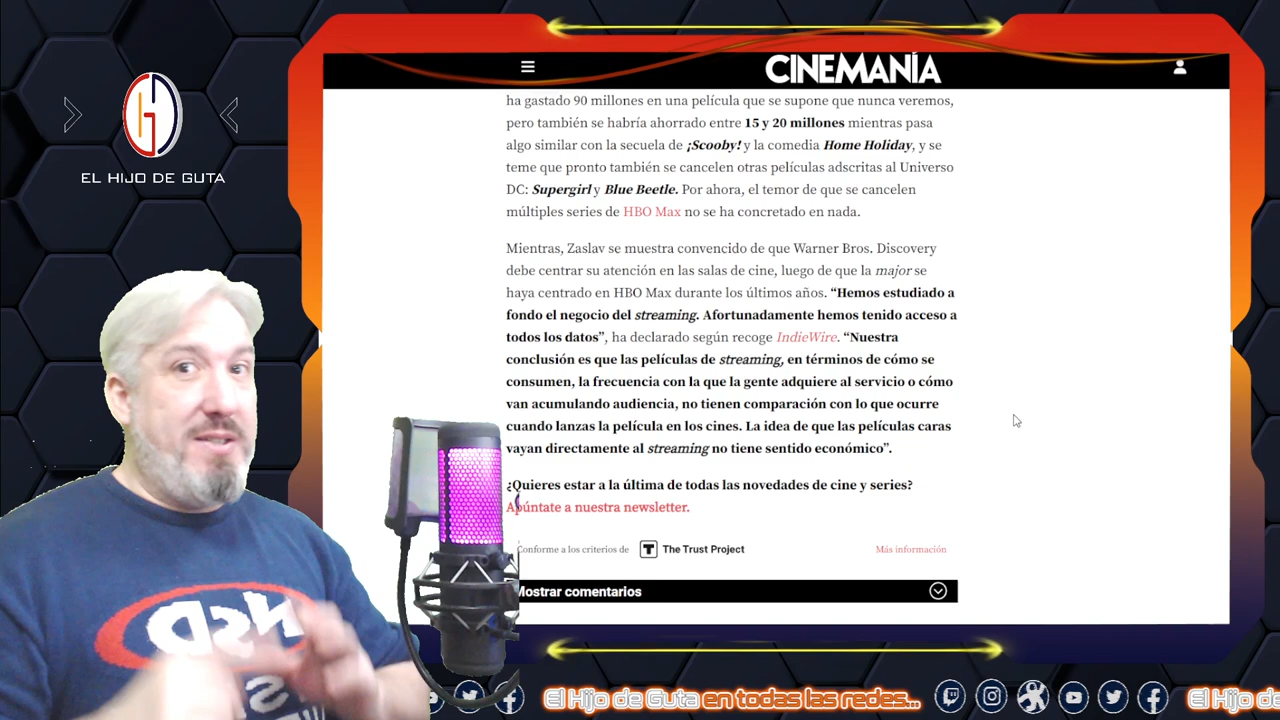 EL HIJO DE GUTA
CINEMANÍA
ha gastado 90 millones en una película que se supone que nunca veremos,
pero también se habría ahorrado entre 15 y 20 millones mientras pasa
algo similar con la secuela de ¡Scooby! y la comedia Home Holiday, y se
teme que pronto también se cancelen otras películas adscritas al Universo
DC: Supergirl y Blue Beetle. Por ahora, el temor de que se cancelen
múltiples series de HBO Max no se ha concretado en nada.
Mientras, Zaslav se muestra convencido de que Warner Bros. Discovery
debe centrar su atención en las salas de cine, luego de que la major se
haya centrado en HBO Max durante los últimos años. “Hemos estudiado a
fondo el negocio del streaming. Afortunadamente hemos tenido acceso a
todos los datos”, ha declarado según recoge IndieWire. “Nuestra
conclusión es que las películas de streaming, en términos de cómo se
consumen, la frecuencia con la que la gente adquiere al servicio o cómo
van acumulando audiencia, no tienen comparación con lo que ocurre
cuando lanzas la película en los cines. La idea de que las películas caras
vayan directamente al streaming no tiene sentido económico”.
¿Quieres estar a la última de todas las novedades de cine y series?
Apúntate a nuestra newsletter.
Conforme a los criterios de T The Trust Project Más información
Mostrar comentarios
El Hijo de Guta en todas las redes... El Hijo de